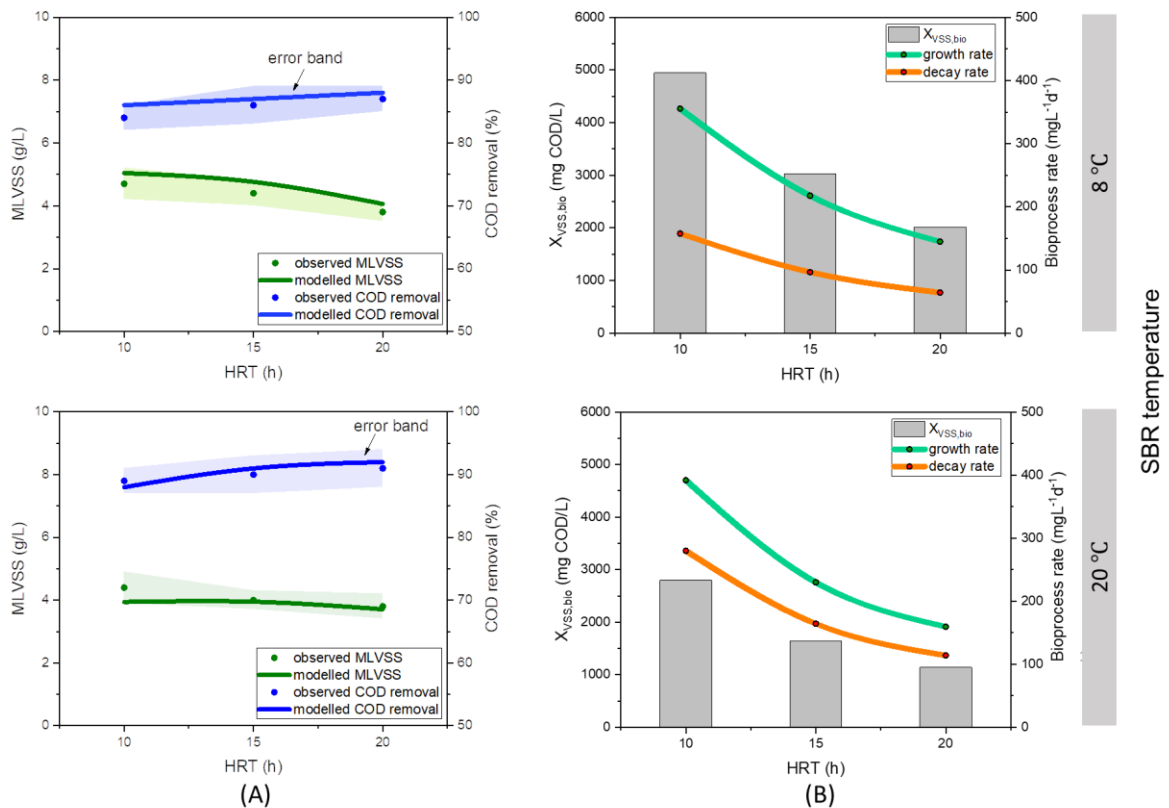 error band
MLVSS (g/L)
10
8
6
4
2
0
COD removal (%)
100
90
80
70
60
50
observed MLVSS
modelled MLVSS
observed COD removal
modelled COD removal
10
15
20
HRT (h)
X_VSS,bio (mg COD/L)
6000
5000
4000
3000
2000
1000
0
X_VSS,bio
growth rate
decay rate
Bioprocess rate (mgL⁻¹d⁻¹)
500
400
300
200
100
0
10
15
20
HRT (h)
8 °C
SBR temperature
error band
MLVSS (g/L)
10
8
6
4
2
0
COD removal (%)
100
90
80
70
60
50
observed MLVSS
modelled MLVSS
observed COD removal
modelled COD removal
10
15
20
HRT (h)
(A)
X_VSS,bio (mg COD/L)
6000
5000
4000
3000
2000
1000
0
X_VSS,bio
growth rate
decay rate
Bioprocess rate (mgL⁻¹d⁻¹)
500
400
300
200
100
0
10
15
20
HRT (h)
(B)
20 °C